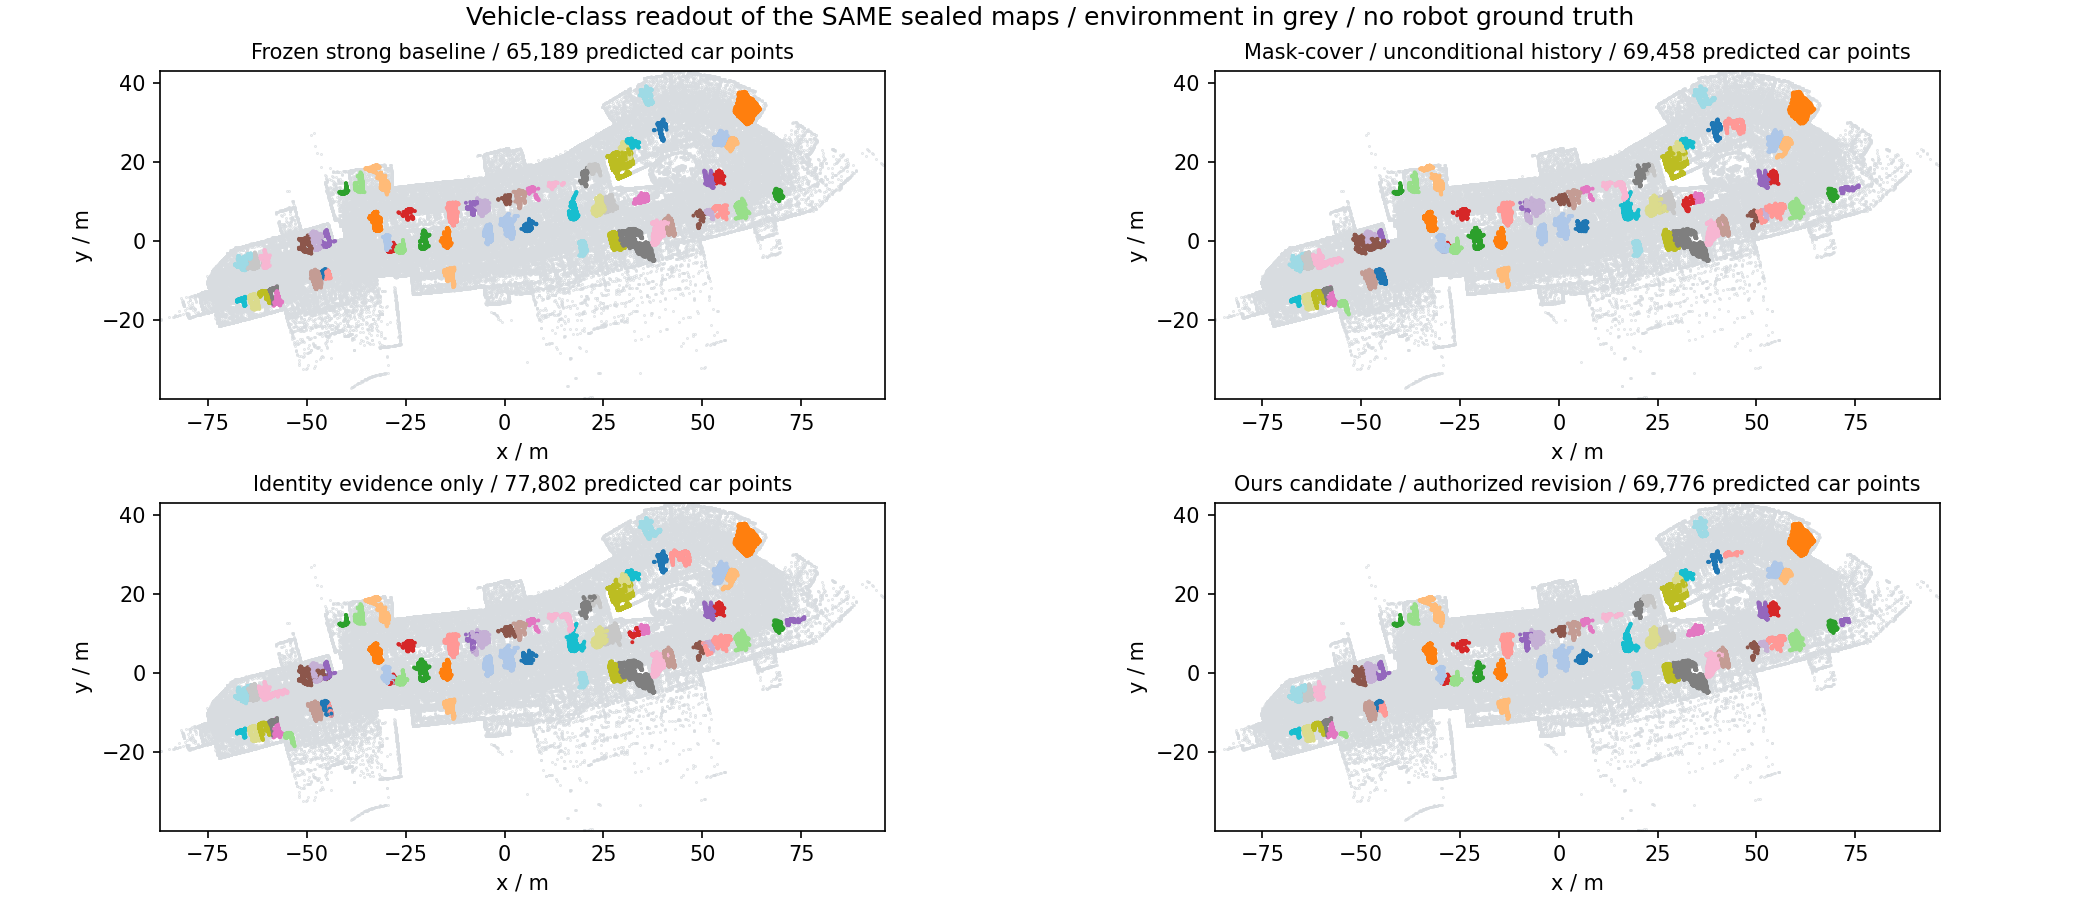 Vehicle-class readout of the SAME sealed maps / environment in grey / no robot ground truth
Frozen strong baseline / 65,189 predicted car points
40
20
0
−20
y / m
−75 −50 −25 0 25 50 75
x / m
Mask-cover / unconditional history / 69,458 predicted car points
40
20
0
−20
y / m
−75 −50 −25 0 25 50 75
x / m
Identity evidence only / 77,802 predicted car points
40
20
0
−20
y / m
−75 −50 −25 0 25 50 75
x / m
Ours candidate / authorized revision / 69,776 predicted car points
40
20
0
−20
y / m
−75 −50 −25 0 25 50 75
x / m